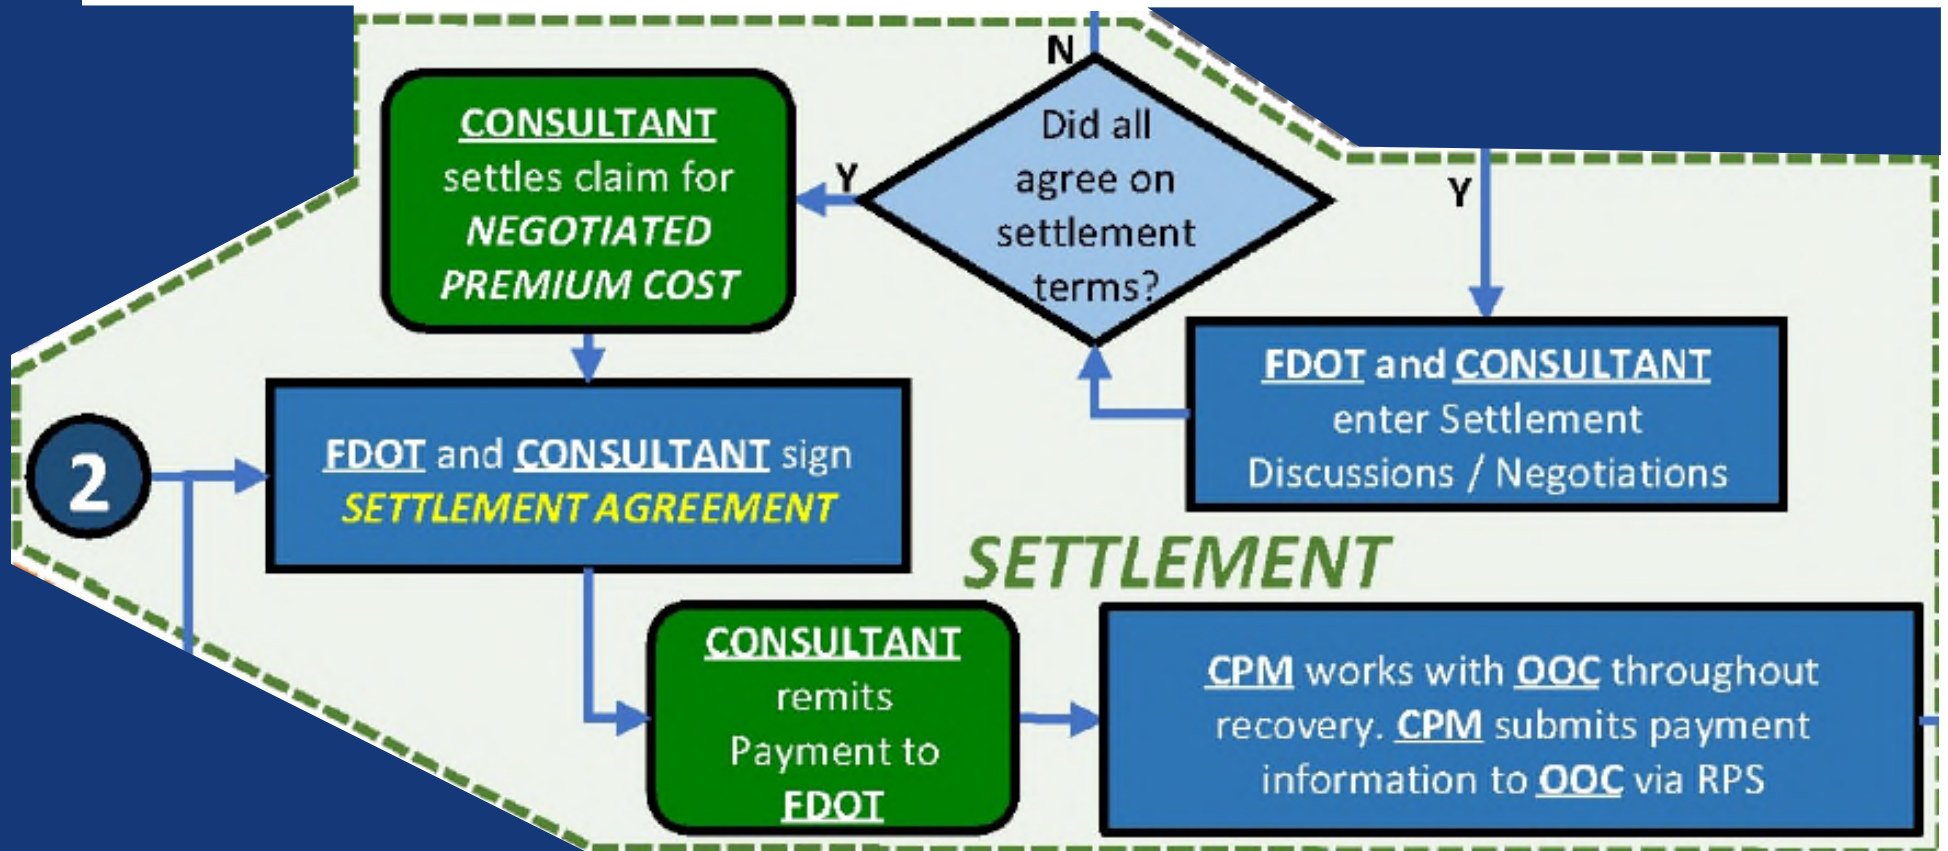 N
Did all
agree on
settlement
terms?
Y
CONSULTANT
settles claim for
NEGOTIATED
PREMIUM COST
Y
FDOT and CONSULTANT
enter Settlement
Discussions / Negotiations
2
FDOT and CONSULTANT sign
SETTLEMENT AGREEMENT
SETTLEMENT
CONSULTANT
remits
Payment to
FDOT
CPM works with OOC throughout
recovery. CPM submits payment
information to OOC via RPS